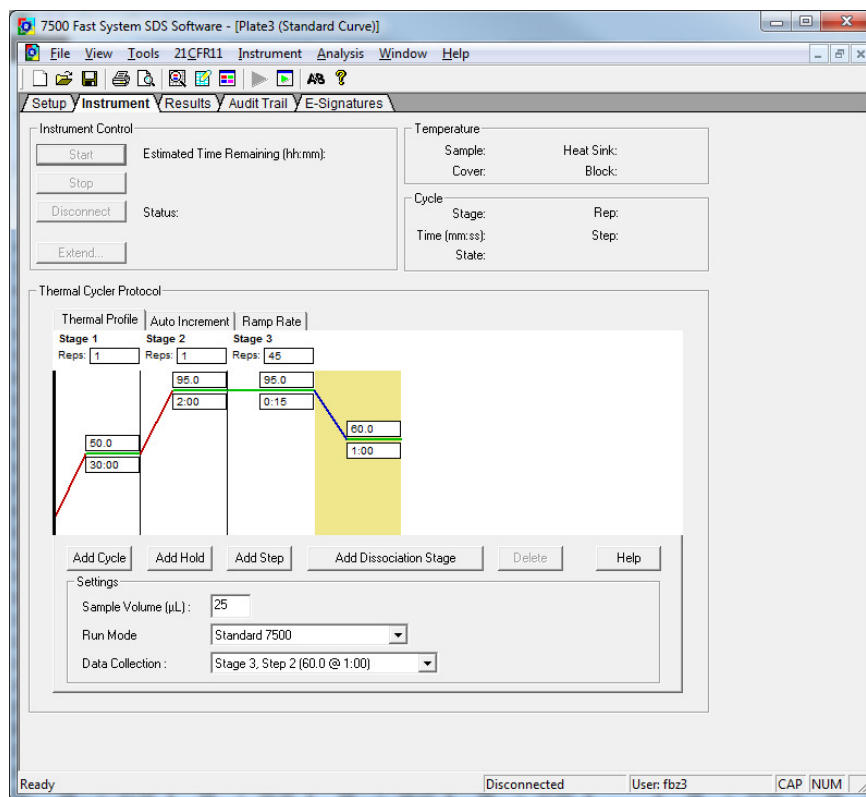 7500 Fast System SDS Software - [Plate3 (Standard Curve)]
File View Tools 21CFR11 Instrument Analysis Window Help
Setup Instrument Results Audit Trail E-Signatures
Instrument Control
Start Estimated Time Remaining (hh:mm):
Stop
Disconnect Status:
Extend...
Temperature
Sample: Heat Sink:
Cover: Block:
Cycle
Stage: Rep:
Time (mm:ss): Step:
State:
Thermal Cycler Protocol
Thermal Profile Auto Increment Ramp Rate
Stage 1 Stage 2 Stage 3
Reps: 1 Reps: 1 Reps: 45
95.0 95.0
2:00 0:15
60.0
50.0 1:00
30:00
Add Cycle Add Hold Add Step Add Dissociation Stage Delete Help
Settings
Sample Volume (µL) : 25
Run Mode Standard 7500
Data Collection : Stage 3, Step 2 (60.0 @ 1:00)
Ready Disconnected User: fbz3 CAP NUM